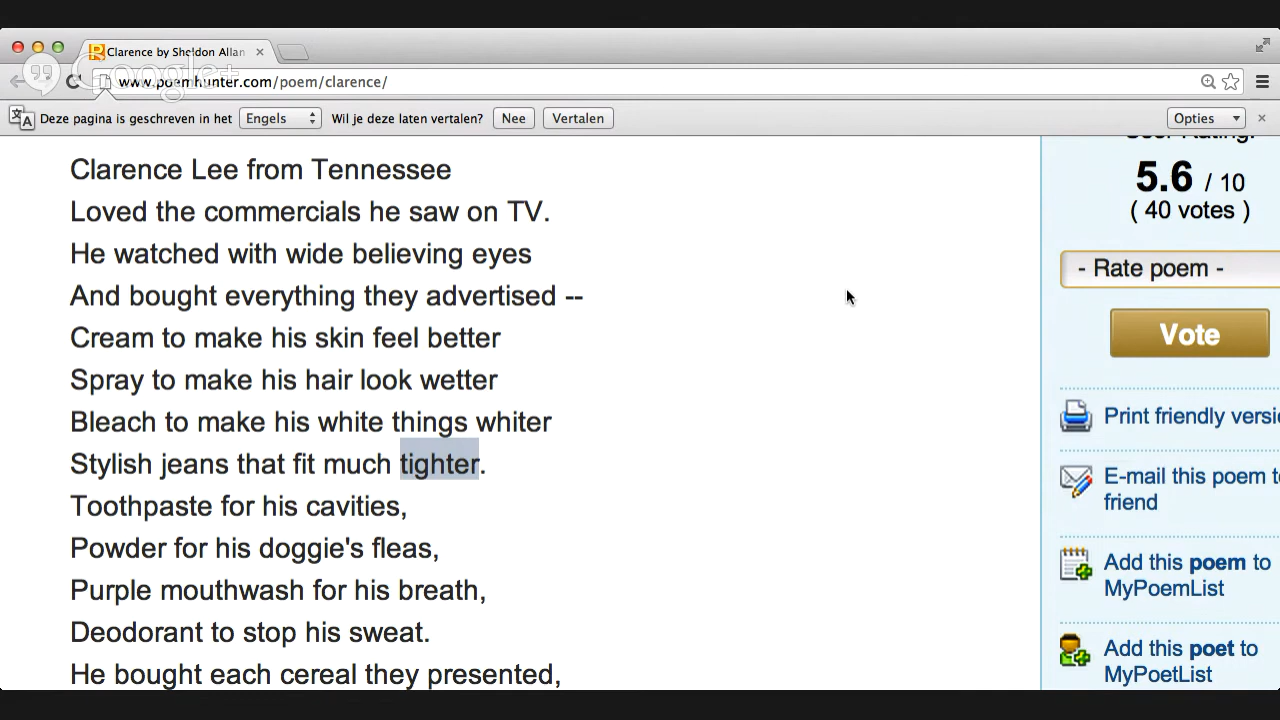 Clarence by Sheldon Allan
Google+
www.poemhunter.com/poem/clarence/
Deze pagina is geschreven in het Engels Wil je deze laten vertalen? Nee Vertalen Opties
Clarence Lee from Tennessee
Loved the commercials he saw on TV.
He watched with wide believing eyes
And bought everything they advertised --
Cream to make his skin feel better
Spray to make his hair look wetter
Bleach to make his white things whiter
Stylish jeans that fit much tighter.
Toothpaste for his cavities,
Powder for his doggie's fleas,
Purple mouthwash for his breath,
Deodorant to stop his sweat.
He bought each cereal they presented,
User Rating:
5.6 / 10
( 40 votes )
- Rate poem -
Vote
Print friendly versi
E-mail this poem t
friend
Add this poem to
MyPoemList
Add this poet to
MyPoetList